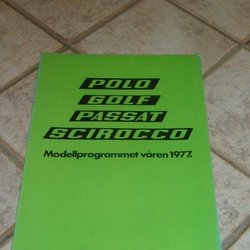 POLO
GOLF
PASSAT
SCIROCCO
Modellprogrammet våren 1977.